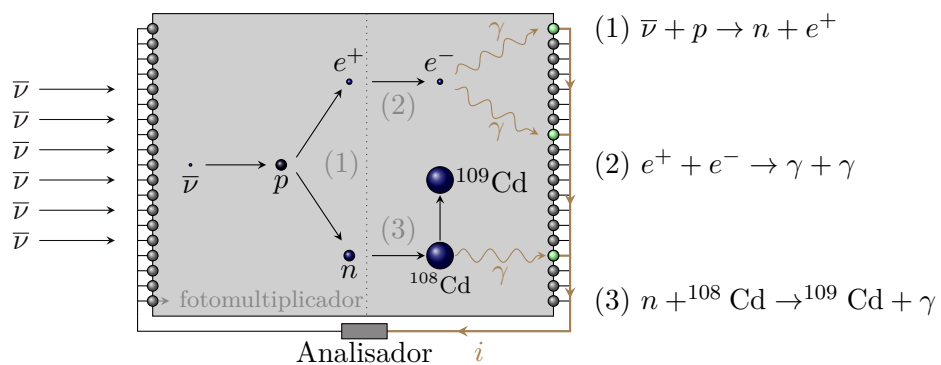 (1) ν̅ + p → n + e⁺
γ
e⁺
e⁻
ν̅
(2)
ν̅
γ
ν̅
(1)
(2) e⁺ + e⁻ → γ + γ
ν̅
ν̅
p
¹⁰⁹Cd
ν̅
ν̅
(3)
n
¹⁰⁸Cd
γ
fotomultiplicador
(3) n + ¹⁰⁸ Cd → ¹⁰⁹ Cd + γ
Analisador
i